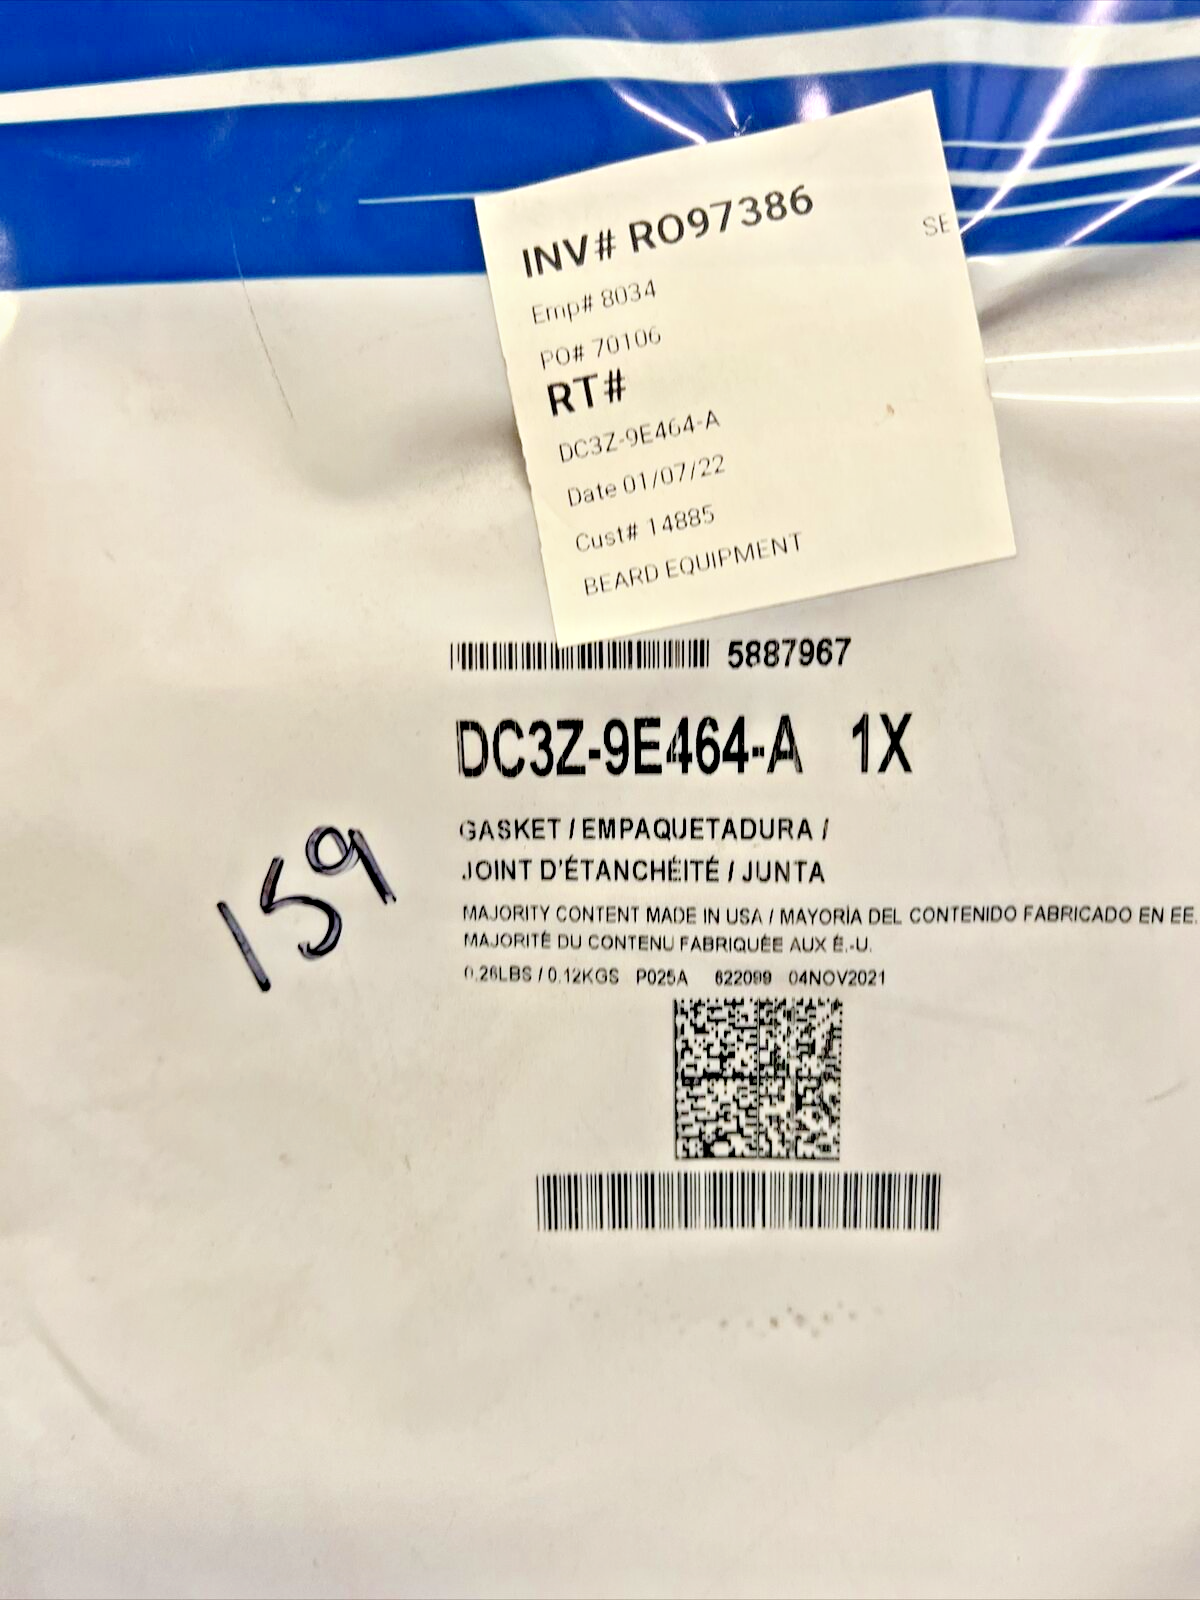 INV# RO97386
SE
Emp# 8034
PO# 70106
RT#
DC3Z-9E464-A
Date 01/07/22
Cust# 14885
BEARD EQUIPMENT
5887967
DC3Z-9E464-A 1X
GASKET / EMPAQUETADURA /
JOINT D'ÉTANCHÉITÉ / JUNTA
MAJORITY CONTENT MADE IN USA / MAYORÍA DEL CONTENIDO FABRICADO EN EE.
MAJORITÉ DU CONTENU FABRIQUÉE AUX É.-U.
0.26LBS / 0.12KGS P025A 622099 04NOV2021
159